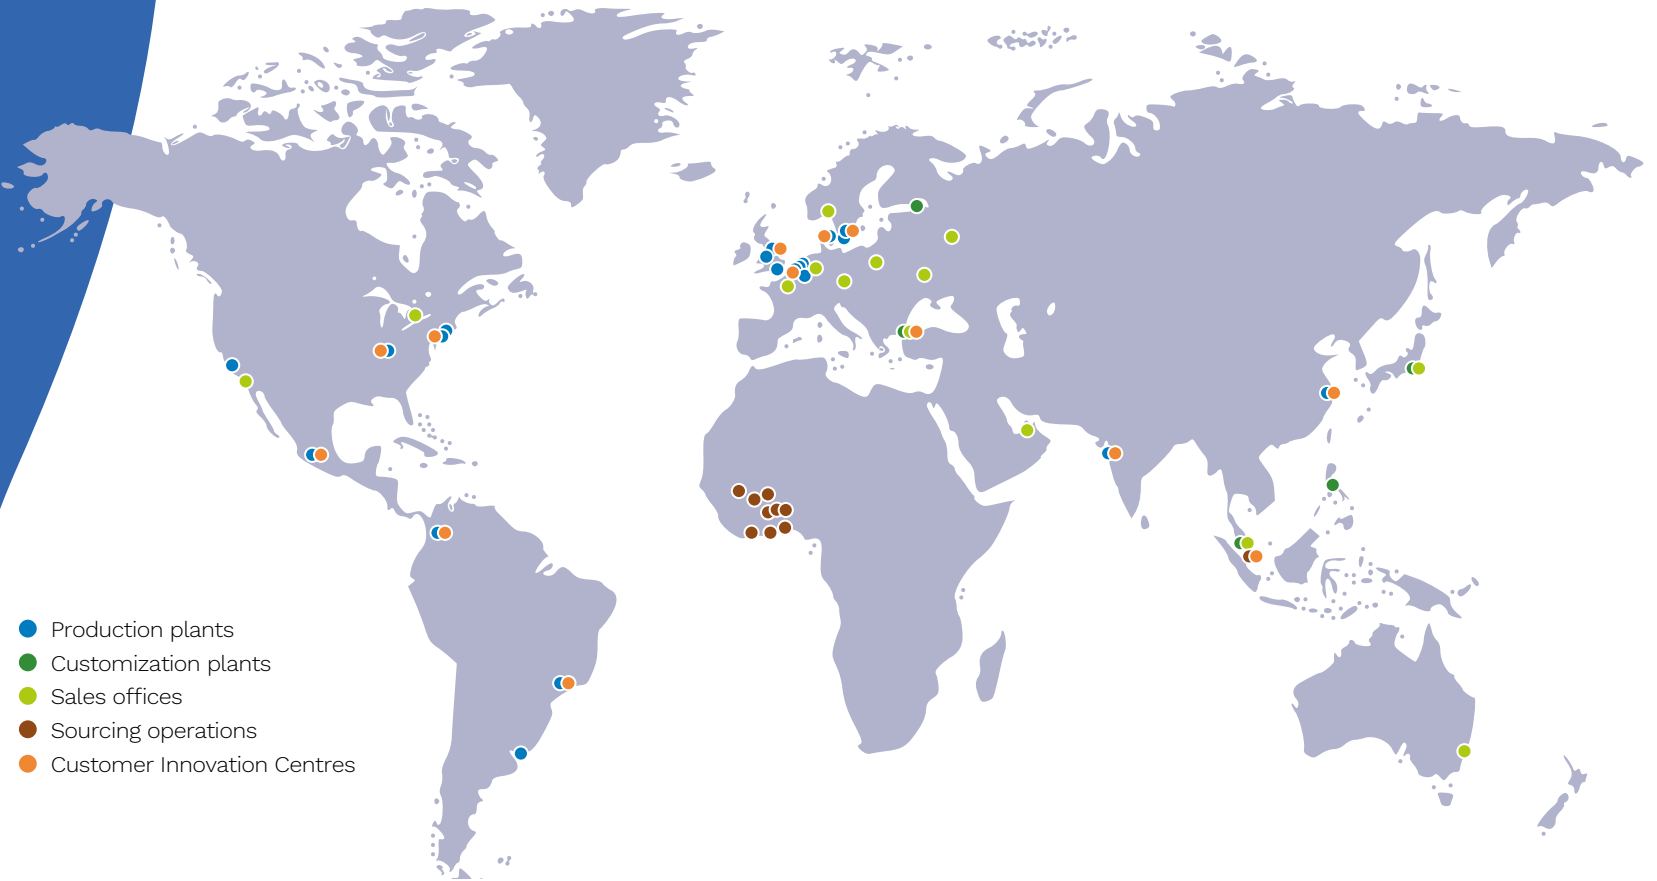 Production plants
Customization plants
Sales offices
Sourcing operations
Customer Innovation Centres